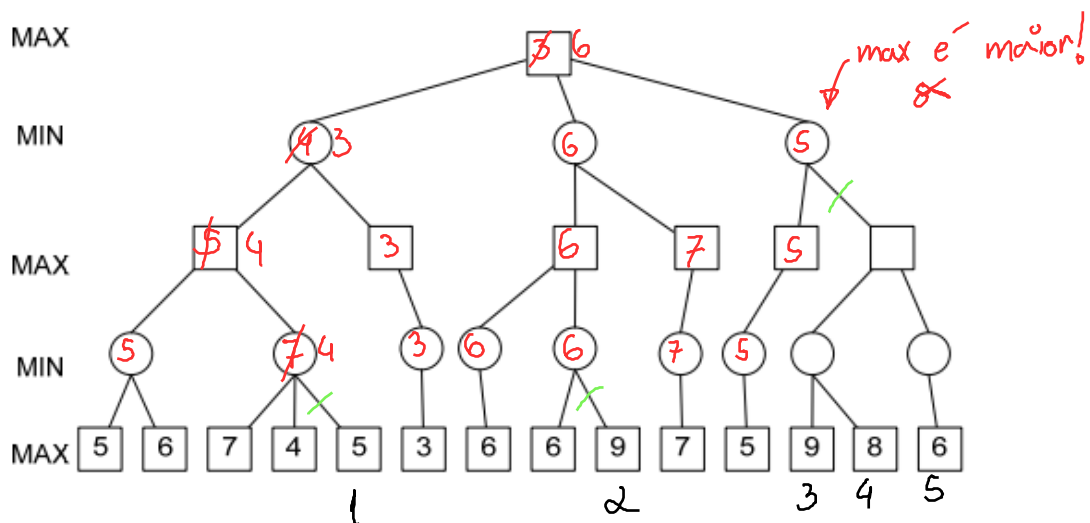 MAX 3 6 max é maior!
MIN 4 3 6 5
MAX 5 4 3 6 7 5
MIN 5 7 4 3 6 6 7 5
MAX 5 6 7 4 5 3 6 6 9 7 5 9 8 6
1 2 3 4 5